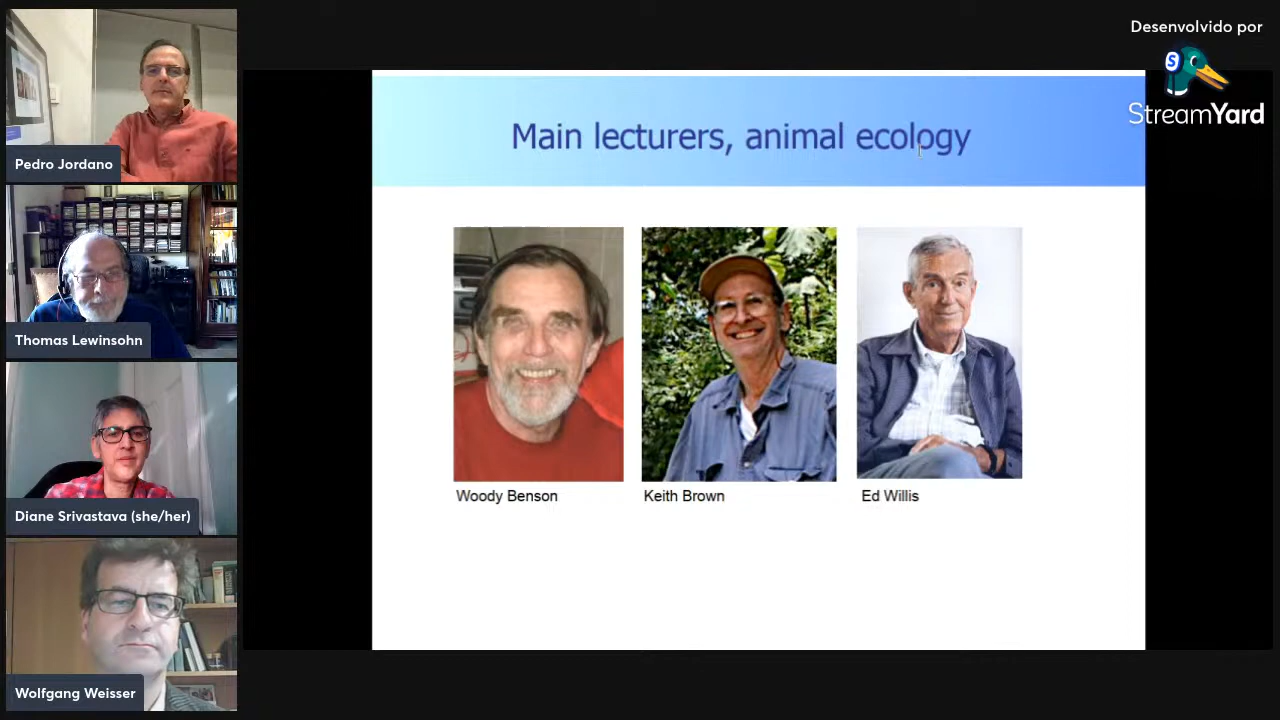 Desenvolvido por
S
StreamYard
Main lecturers, animal ecology
Pedro Jordano
Thomas Lewinsohn
Diane Srivastava (she/her)
Wolfgang Weisser
Woody Benson
Keith Brown
Ed Willis